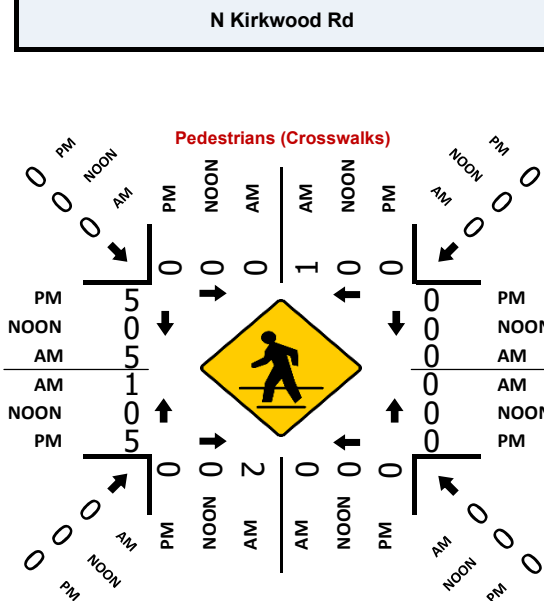 N Kirkwood Rd
Pedestrians (Crosswalks)
PM NOON AM
0 0 0
PM NOON AM AM NOON PM
0 0 0 1 0 0
PM NOON AM
0 0 0
PM 5
NOON 0
AM 5
AM 1
NOON 0
PM 5
0 PM
0 NOON
0 AM
0 AM
0 NOON
0 PM
0 0 2 0 0 0
PM NOON AM AM NOON PM
0 0 0
AM NOON PM
0 0 0
AM NOON PM